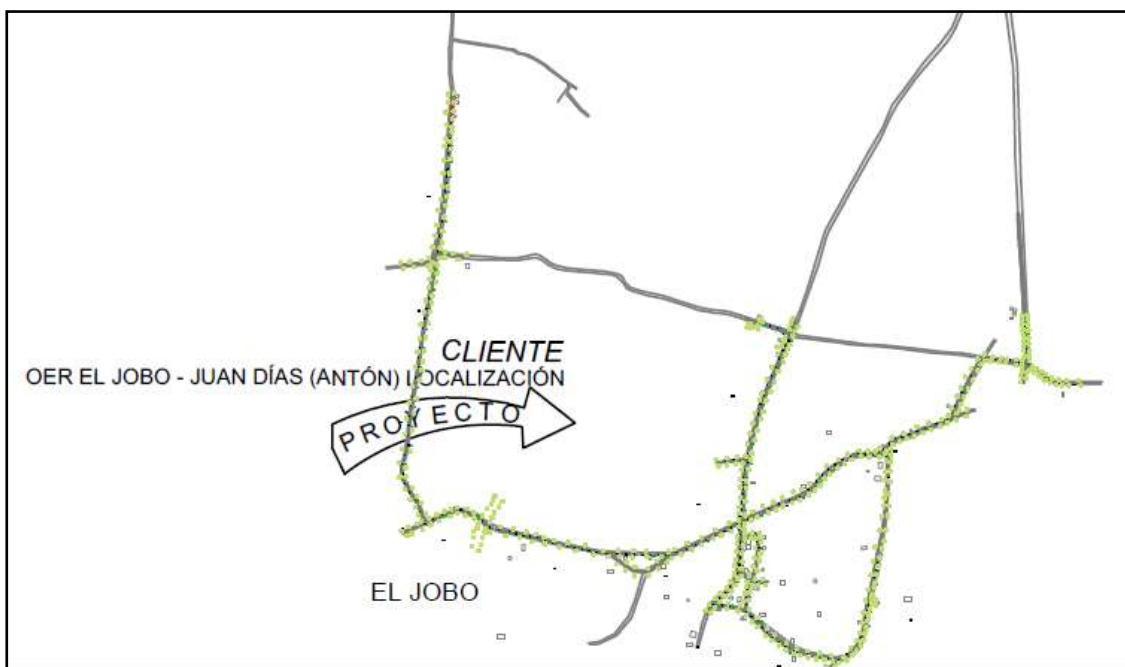 CLIENTE
OER EL JOBO - JUAN DÍAS (ANTÓN) LOCALIZACIÓN
PROYECTO
EL JOBO